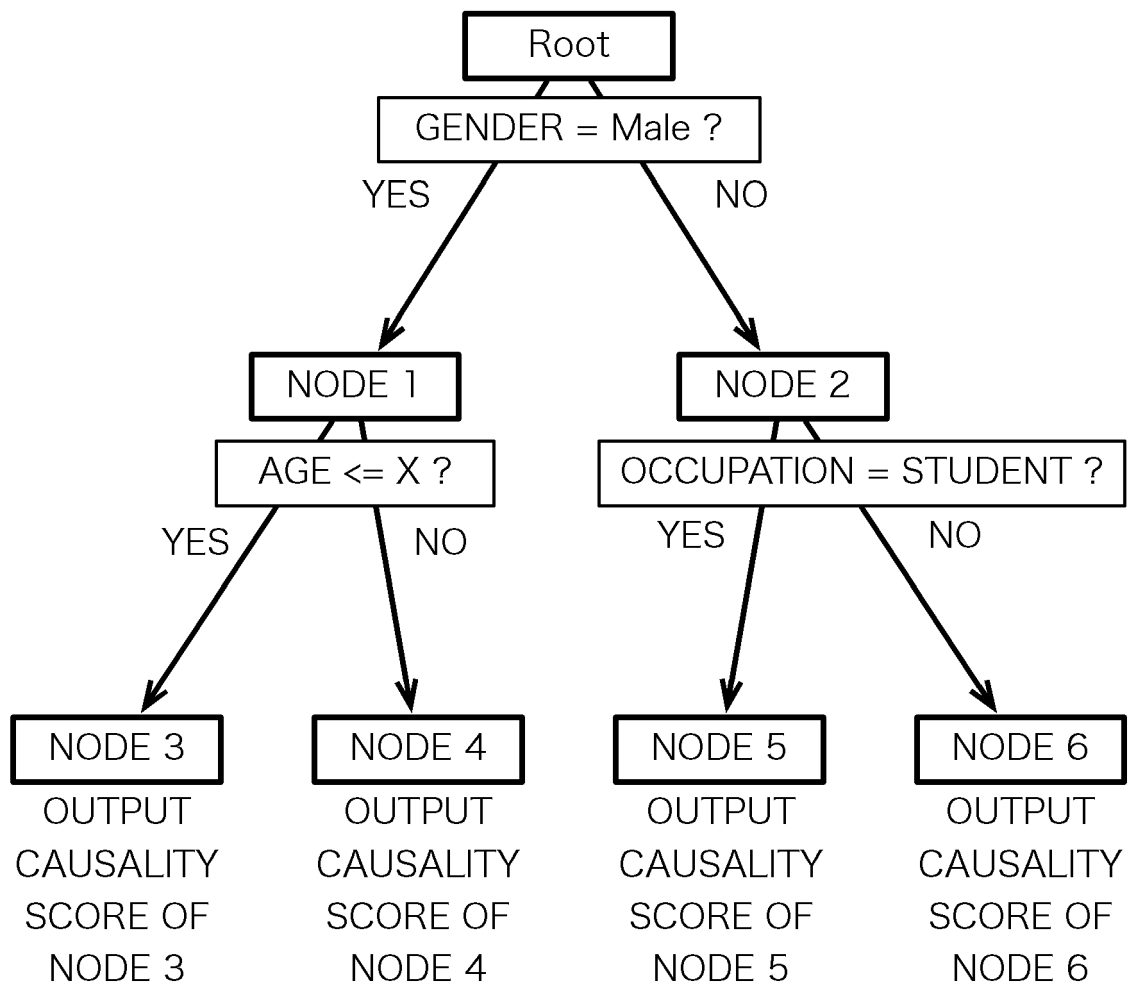 Root
GENDER = Male ?
YES
NO
NODE 1
NODE 2
AGE <= X ?
OCCUPATION = STUDENT ?
YES
NO
YES
NO
NODE 3
NODE 4
NODE 5
NODE 6
OUTPUT
CAUSALITY
SCORE OF
NODE 3
OUTPUT
CAUSALITY
SCORE OF
NODE 4
OUTPUT
CAUSALITY
SCORE OF
NODE 5
OUTPUT
CAUSALITY
SCORE OF
NODE 6